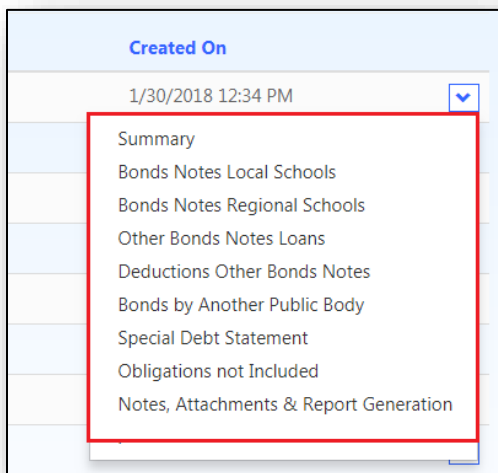 Created On
1/30/2018 12:34 PM
Summary
Bonds Notes Local Schools
Bonds Notes Regional Schools
Other Bonds Notes Loans
Deductions Other Bonds Notes
Bonds by Another Public Body
Special Debt Statement
Obligations not Included
Notes, Attachments & Report Generation